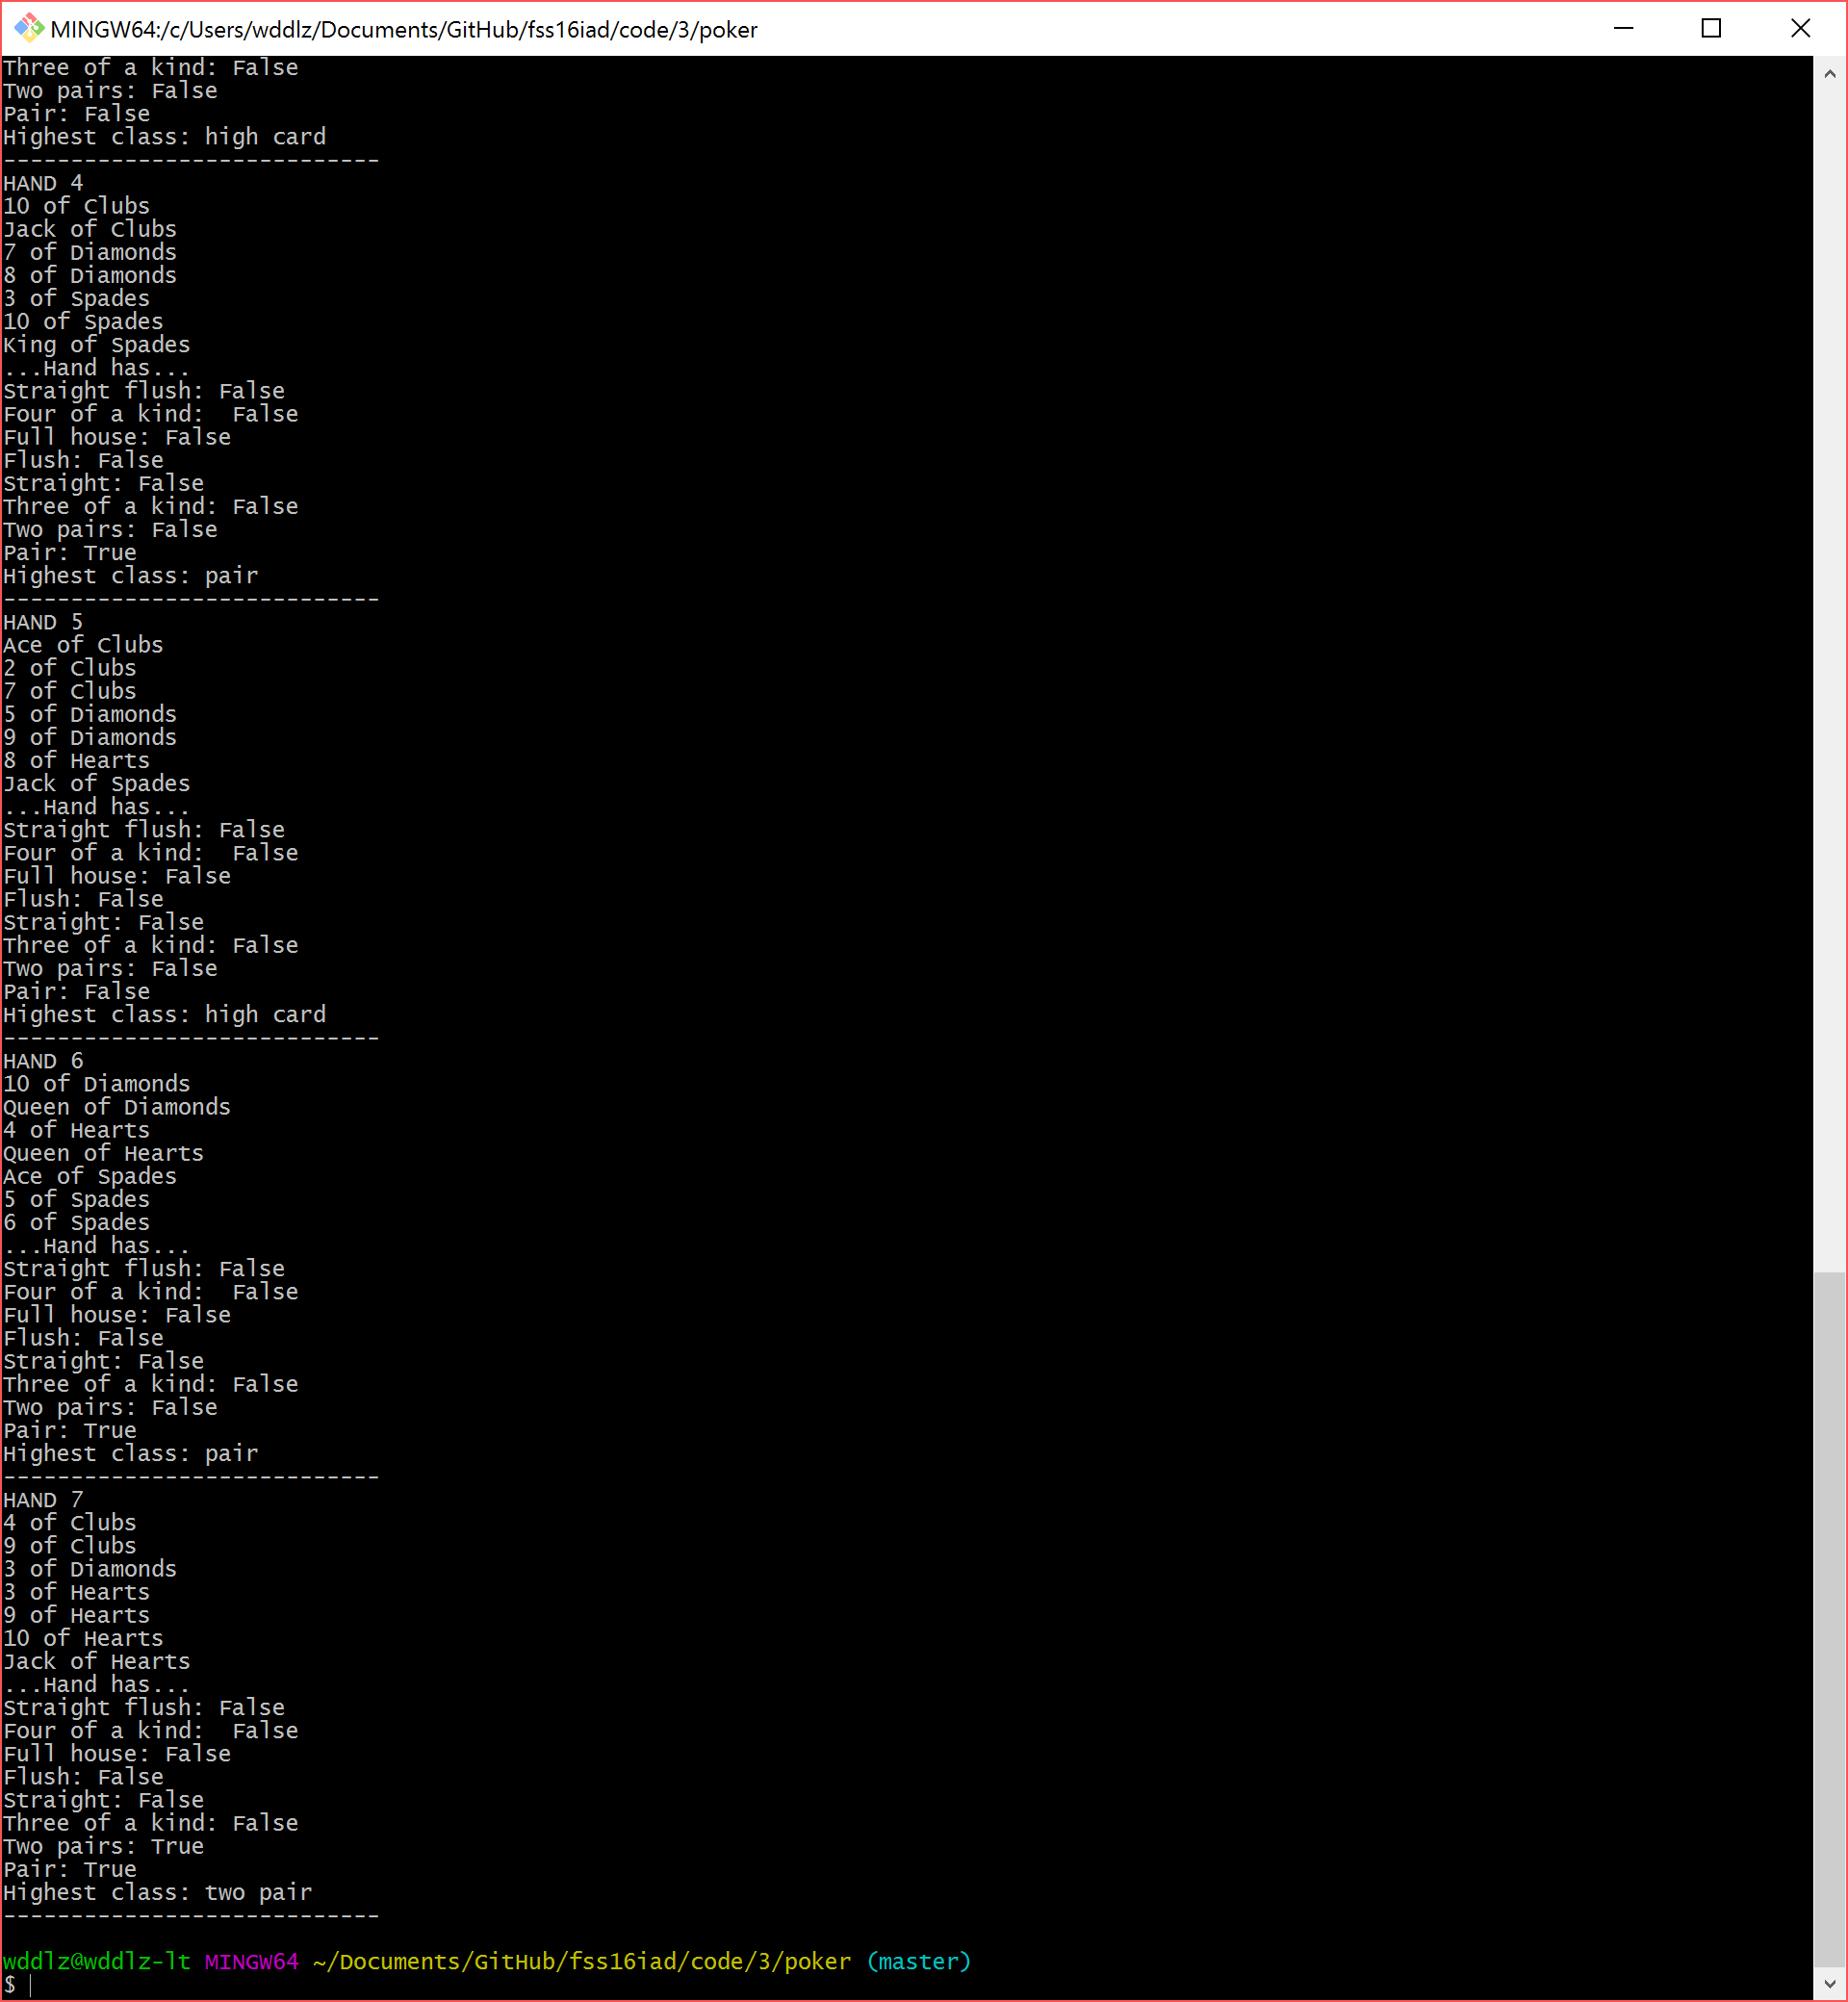 MINGW64:/c/Users/wddlz/Documents/GitHub/fss16iad/code/3/poker
Three of a kind: False
Two pairs: False
Pair: False
Highest class: high card
----------------------------
HAND 4
10 of Clubs
Jack of Clubs
7 of Diamonds
8 of Diamonds
3 of Spades
10 of Spades
King of Spades
...Hand has...
Straight flush: False
Four of a kind:  False
Full house: False
Flush: False
Straight: False
Three of a kind: False
Two pairs: False
Pair: True
Highest class: pair
----------------------------
HAND 5
Ace of Clubs
2 of Clubs
7 of Clubs
5 of Diamonds
9 of Diamonds
8 of Hearts
Jack of Spades
...Hand has...
Straight flush: False
Four of a kind:  False
Full house: False
Flush: False
Straight: False
Three of a kind: False
Two pairs: False
Pair: False
Highest class: high card
----------------------------
HAND 6
10 of Diamonds
Queen of Diamonds
4 of Hearts
Queen of Hearts
Ace of Spades
5 of Spades
6 of Spades
...Hand has...
Straight flush: False
Four of a kind:  False
Full house: False
Flush: False
Straight: False
Three of a kind: False
Two pairs: False
Pair: True
Highest class: pair
----------------------------
HAND 7
4 of Clubs
9 of Clubs
3 of Diamonds
3 of Hearts
9 of Hearts
10 of Hearts
Jack of Hearts
...Hand has...
Straight flush: False
Four of a kind:  False
Full house: False
Flush: False
Straight: False
Three of a kind: False
Two pairs: True
Pair: True
Highest class: two pair
----------------------------
wddlz@wddlz-lt MINGW64 ~/Documents/GitHub/fss16iad/code/3/poker (master)
$